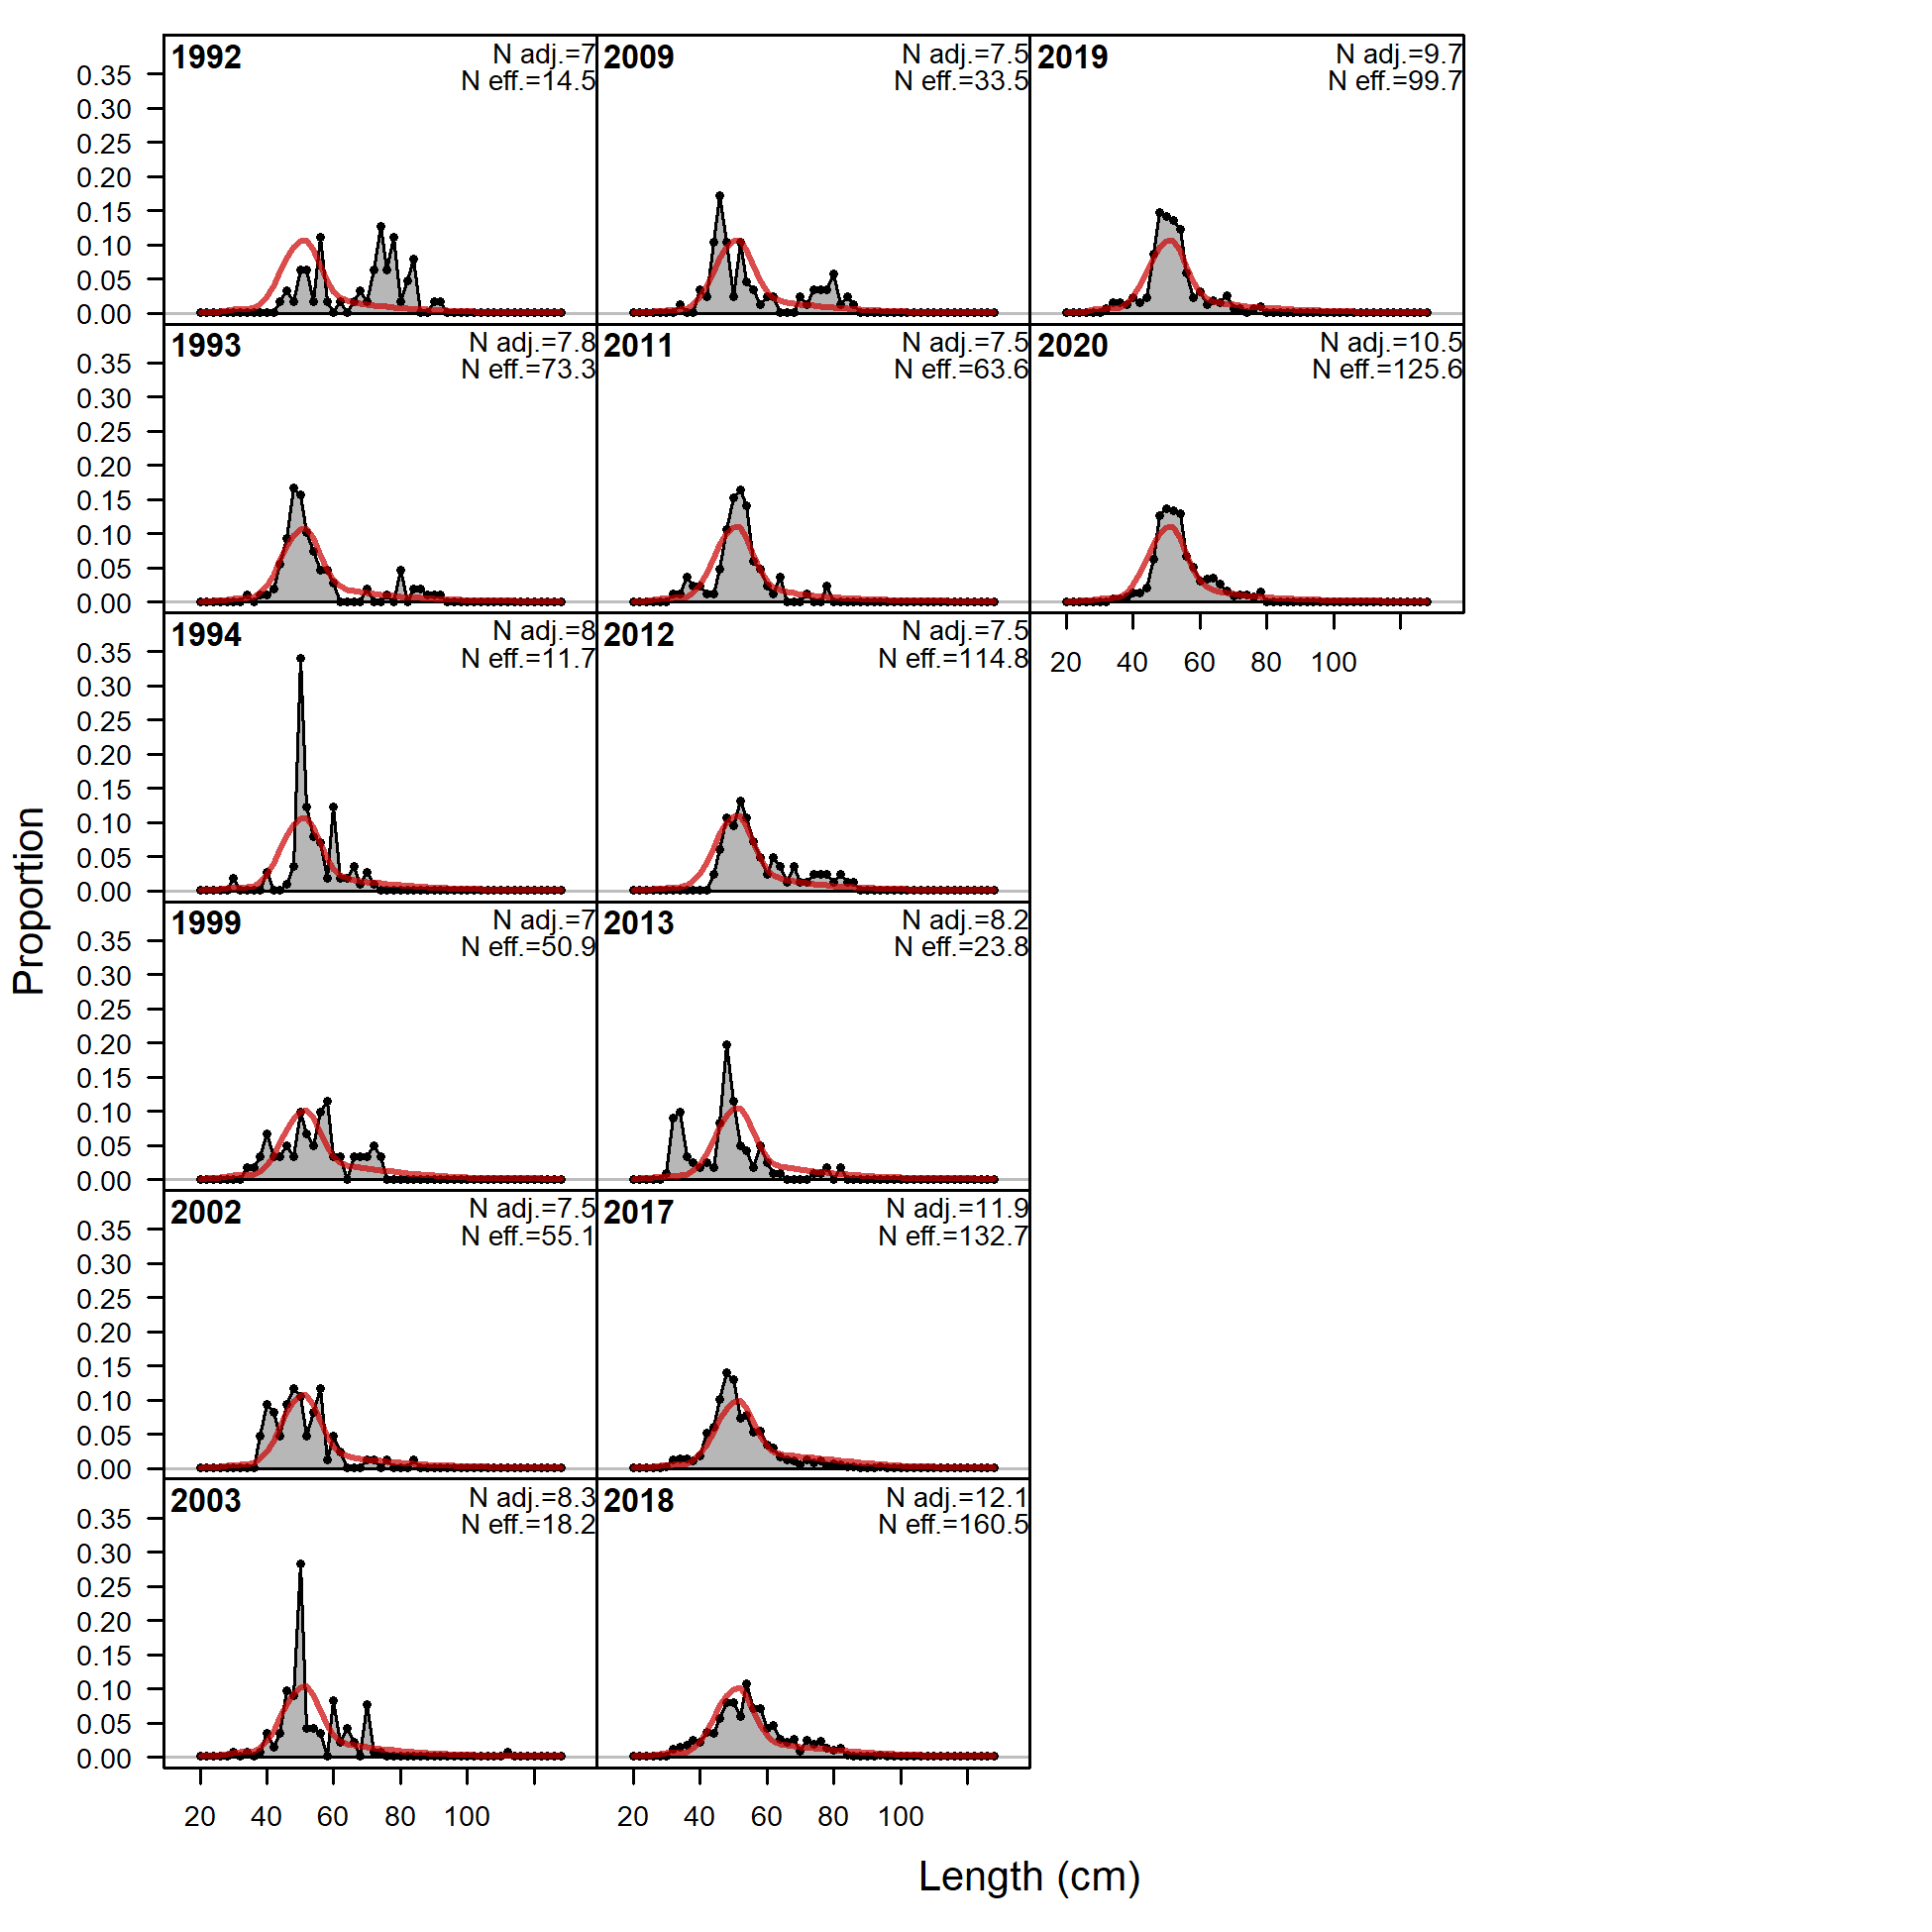 1992
N adj.=7
N eff.=14.5
2009
N adj.=7.5
N eff.=33.5
2019
N adj.=9.7
N eff.=99.7
0.35
0.30
0.25
0.20
0.15
0.10
0.05
0.00
1993
N adj.=7.8
N eff.=73.3
2011
N adj.=7.5
N eff.=63.6
2020
N adj.=10.5
N eff.=125.6
0.35
0.30
0.25
0.20
0.15
0.10
0.05
0.00
20 40 60 80 100
1994
N adj.=8
N eff.=11.7
2012
N adj.=7.5
N eff.=114.8
0.35
0.30
0.25
0.20
0.15
0.10
0.05
0.00
1999
N adj.=7
N eff.=50.9
2013
N adj.=8.2
N eff.=23.8
0.35
0.30
0.25
0.20
0.15
0.10
0.05
0.00
2002
N adj.=7.5
N eff.=55.1
2017
N adj.=11.9
N eff.=132.7
0.35
0.30
0.25
0.20
0.15
0.10
0.05
0.00
2003
N adj.=8.3
N eff.=18.2
2018
N adj.=12.1
N eff.=160.5
0.35
0.30
0.25
0.20
0.15
0.10
0.05
0.00
20 40 60 80 100
20 40 60 80 100
Proportion
Length (cm)